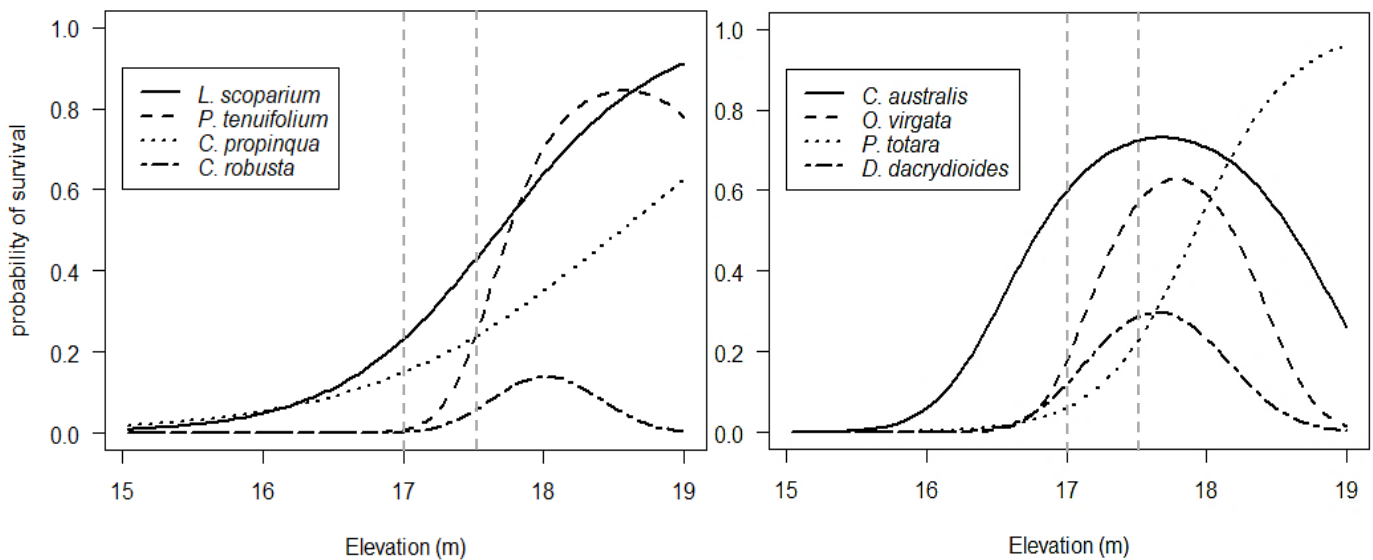 probability of survival
1.0
0.8
0.6
0.4
0.2
0.0
L. scoparium
P. tenuifolium
C. propinqua
C. robusta
15 16 17 18 19
Elevation (m)
1.0
0.8
0.6
0.4
0.2
0.0
C. australis
O. virgata
P. totara
D. dacrydioides
15 16 17 18 19
Elevation (m)